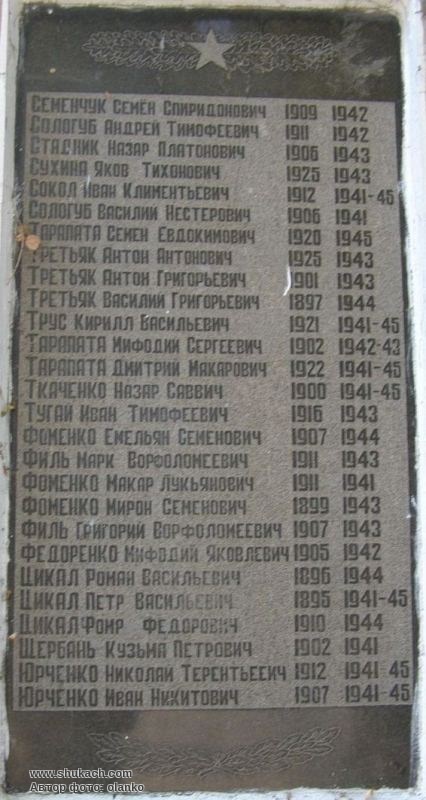 СЕМЕНЧУК СЕМЁН СПИРИДОНОВИЧ 1909 1942
СОЛОГУБ АНДРЕЙ ТИМОФЕЕВИЧ 1911 1942
СТАДНИК НАЗАР ПЛАТОНОВИЧ 1906 1943
СУХИНА ЯКОВ ТИХОНОВИЧ 1925 1943
СОКОЛ ИВАН КЛИМЕНТЬЕВИЧ 1912 1941-45
СОЛОГУБ ВАСИЛИЙ НЕСТЕРОВИЧ 1906 1941
ТАРАПАТА СЕМЕН ЕВДОКИМОВИЧ 1920 1945
ТРЕТЬЯК АНТОН АНТОНОВИЧ 1925 1943
ТРЕТЬЯК АНТОН ГРИГОРЬЕВИЧ 1901 1943
ТРЕТЬЯК ВАСИЛИЙ ГРИГОРЬЕВИЧ 1897 1944
ТРУС КИРИЛЛ ВАСИЛЬЕВИЧ 1921 1941-45
ТАРАПАТА МИФОДИЙ СЕРГЕЕВИЧ 1902 1942-43
ТАРАПАТА ДМИТРИЙ МАКАРОВИЧ 1922 1941-45
ТКАЧЕНКО НАЗАР САВВИЧ 1900 1941-45
ТУГАЙ ИВАН ТИМОФЕЕВИЧ 1916 1943
ФОМЕНКО ЕМЕЛЬЯН СЕМЕНОВИЧ 1907 1944
ФИЛЬ МАРК ВОРФОЛОМЕЕВИЧ 1911 1943
ФОМЕНКО МАКАР ЛУКЬЯНОВИЧ 1911 1941
ФОМЕНКО МИРОН СЕМЕНОВИЧ 1899 1943
ФИЛЬ ГРИГОРИЙ ВОРФОЛОМЕЕВИЧ 1907 1943
ФЕДОРЕНКО МИФОДИЙ ЯКОВЛЕВИЧ 1905 1942
ЦИКАЛ РОМАН ВАСИЛЬЕВИЧ 1896 1944
ЦИКАЛ ПЕТР ВАСИЛЬЕВИЧ 1895 1941-45
ЦИКАЛ ФОИР ФЕДОРОВИЧ 1910 1944
ЩЕРБАНЬ КУЗЬМА ПЕТРОВИЧ 1902 1941
ЮРЧЕНКО НИКОЛАЙ ТЕРЕНТЬЕЕИЧ 1912 1941-45
ЮРЧЕНКО ИВАН НИКИТОВИЧ 1907 1941-45
www.shukach.com
Автор фото: olanko